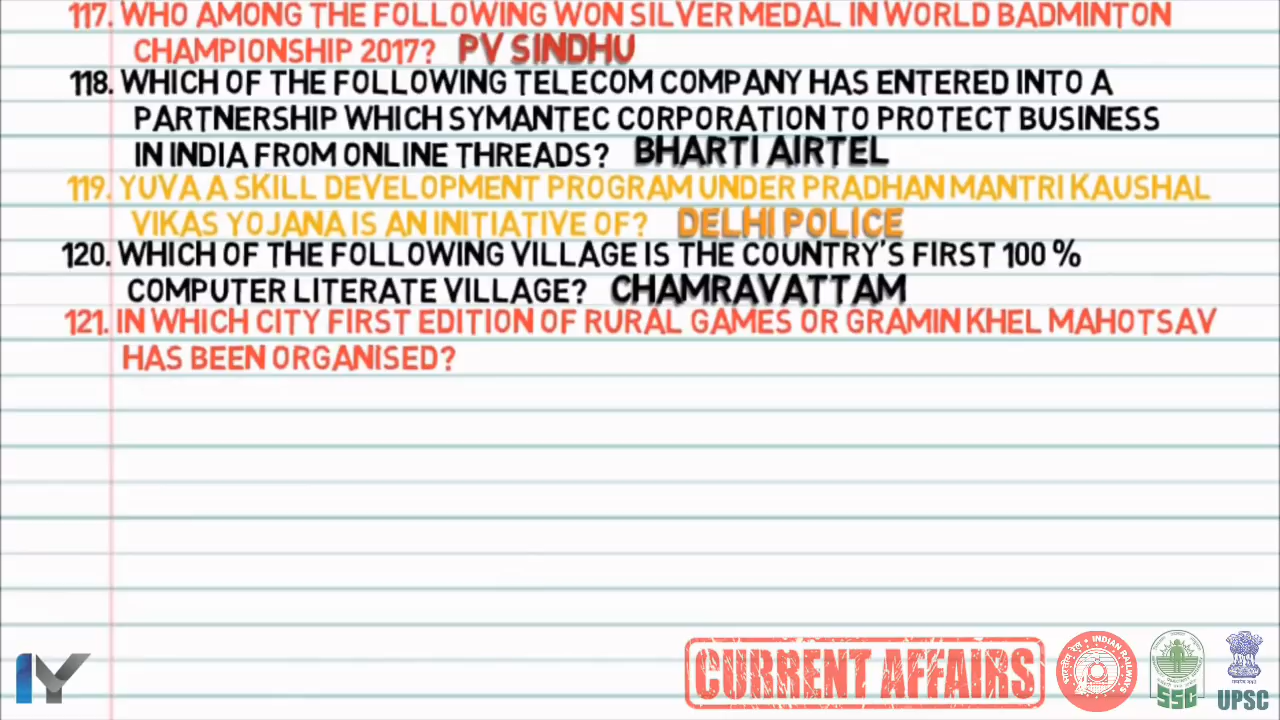 117. WHO AMONG THE FOLLOWING WON SILVER MEDAL IN WORLD BADMINTON
CHAMPIONSHIP 2017? PV SINDHU
118. WHICH OF THE FOLLOWING TELECOM COMPANY HAS ENTERED INTO A
PARTNERSHIP WHICH SYMANTEC CORPORATION TO PROTECT BUSINESS
IN INDIA FROM ONLINE THREADS? BHARTI AIRTEL
119. YUVA A SKILL DEVELOPMENT PROGRAM UNDER PRADHAN MANTRI KAUSHAL
VIKAS YOJANA IS AN INITIATIVE OF? DELHI POLICE
120. WHICH OF THE FOLLOWING VILLAGE IS THE COUNTRY'S FIRST 100 %
COMPUTER LITERATE VILLAGE? CHAMRAVATTAM
121. IN WHICH CITY FIRST EDITION OF RURAL GAMES OR GRAMIN KHEL MAHOTSAV
HAS BEEN ORGANISED?
IY
CURRENT AFFAIRS
INDIAN RAILWAYS
भारतीय रेल
SSC
UPSC